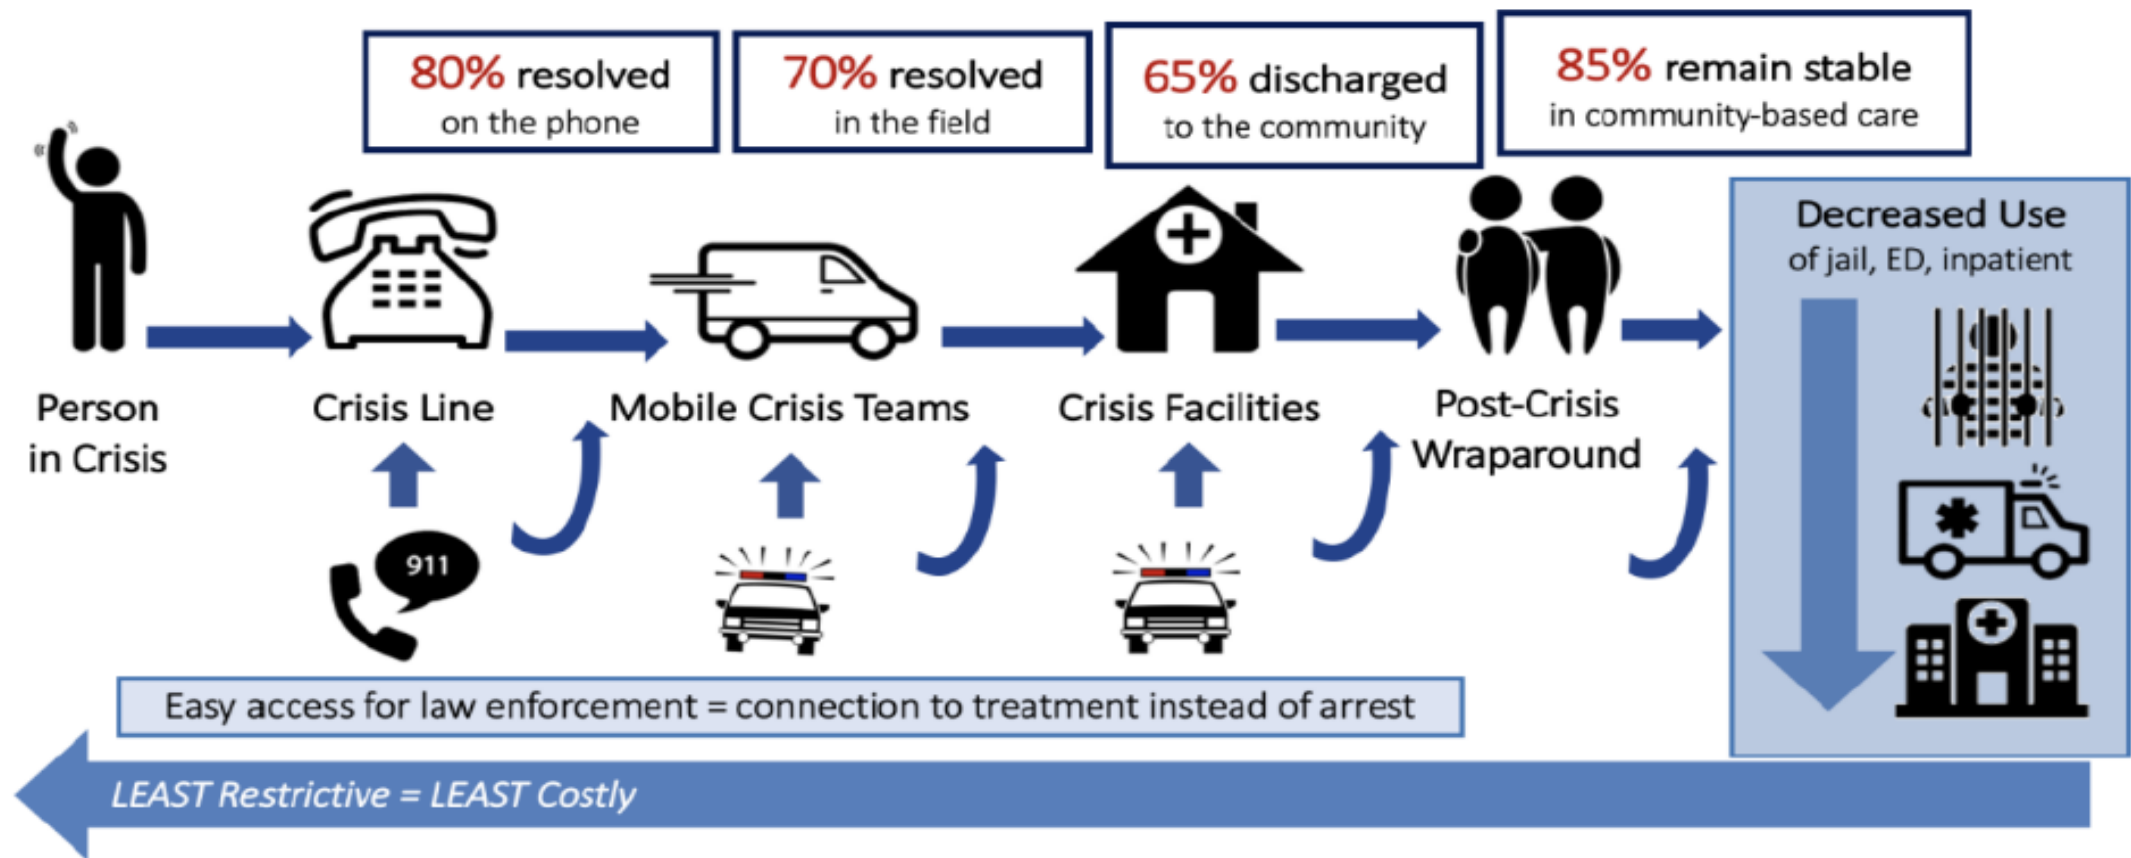 80% resolved
on the phone
70% resolved
in the field
65% discharged
to the community
85% remain stable
in community-based care
Decreased Use
of jail, ED, inpatient
Person
in Crisis
Crisis Line
Mobile Crisis Teams
Crisis Facilities
Post-Crisis
Wraparound
911
Easy access for law enforcement = connection to treatment instead of arrest
LEAST Restrictive = LEAST Costly